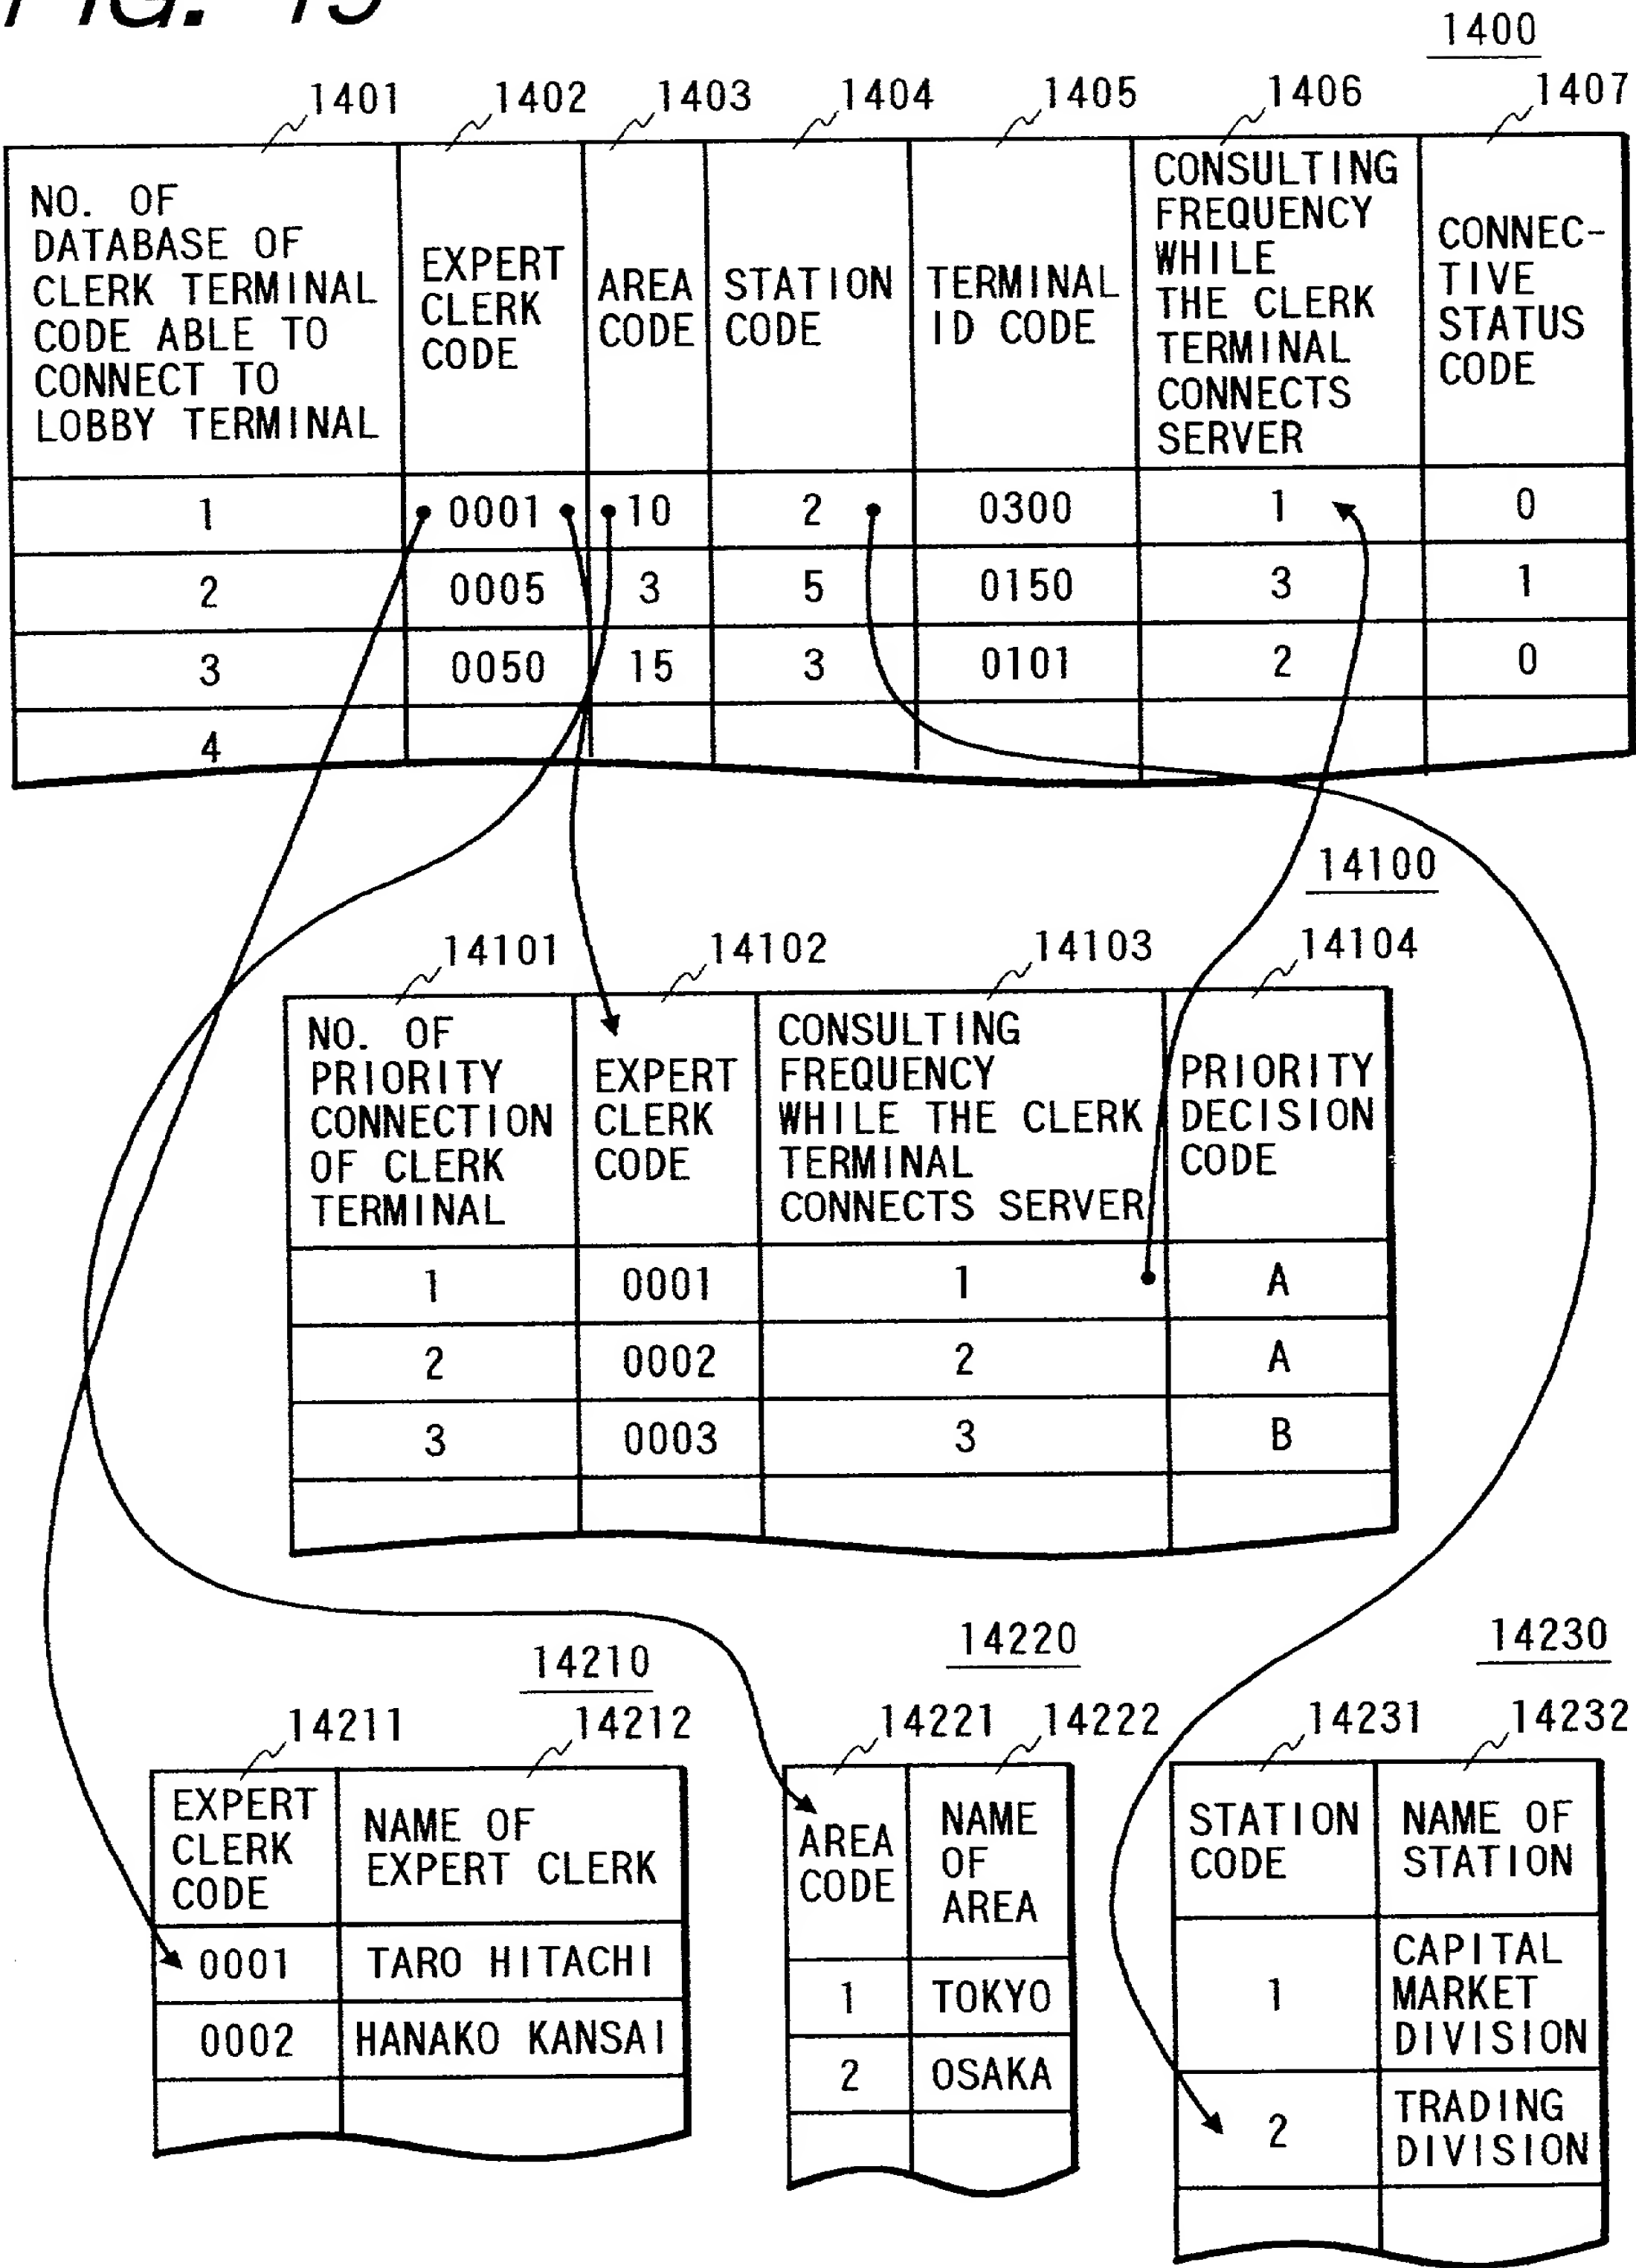 FIG. 15
1400
1401 1402 1403 1404 1405 1406 1407
NO. OF
DATABASE OF
CLERK TERMINAL
CODE ABLE TO
CONNECT TO
LOBBY TERMINAL
EXPERT
CLERK
CODE
AREA
CODE
STATION
CODE
TERMINAL
ID CODE
CONSULTING
FREQUENCY
WHILE
THE CLERK
TERMINAL
CONNECTS
SERVER
CONNEC-
TIVE
STATUS
CODE
1 0001 10 2 0300 1 0
2 0005 3 5 0150 3 1
3 0050 15 3 0101 2 0
4
14100
14101 14102 14103 14104
NO. OF
PRIORITY
CONNECTION
OF CLERK
TERMINAL
EXPERT
CLERK
CODE
CONSULTING
FREQUENCY
WHILE THE CLERK
TERMINAL
CONNECTS SERVER
PRIORITY
DECISION
CODE
1 0001 1 A
2 0002 2 A
3 0003 3 B
14210
14211 14212
EXPERT
CLERK
CODE
NAME OF
EXPERT CLERK
0001 TARO HITACHI
0002 HANAKO KANSAI
14220
14221 14222
AREA
CODE
NAME
OF
AREA
1 TOKYO
2 OSAKA
14230
14231 14232
STATION
CODE
NAME OF
STATION
1
CAPITAL
MARKET
DIVISION
2
TRADING
DIVISION